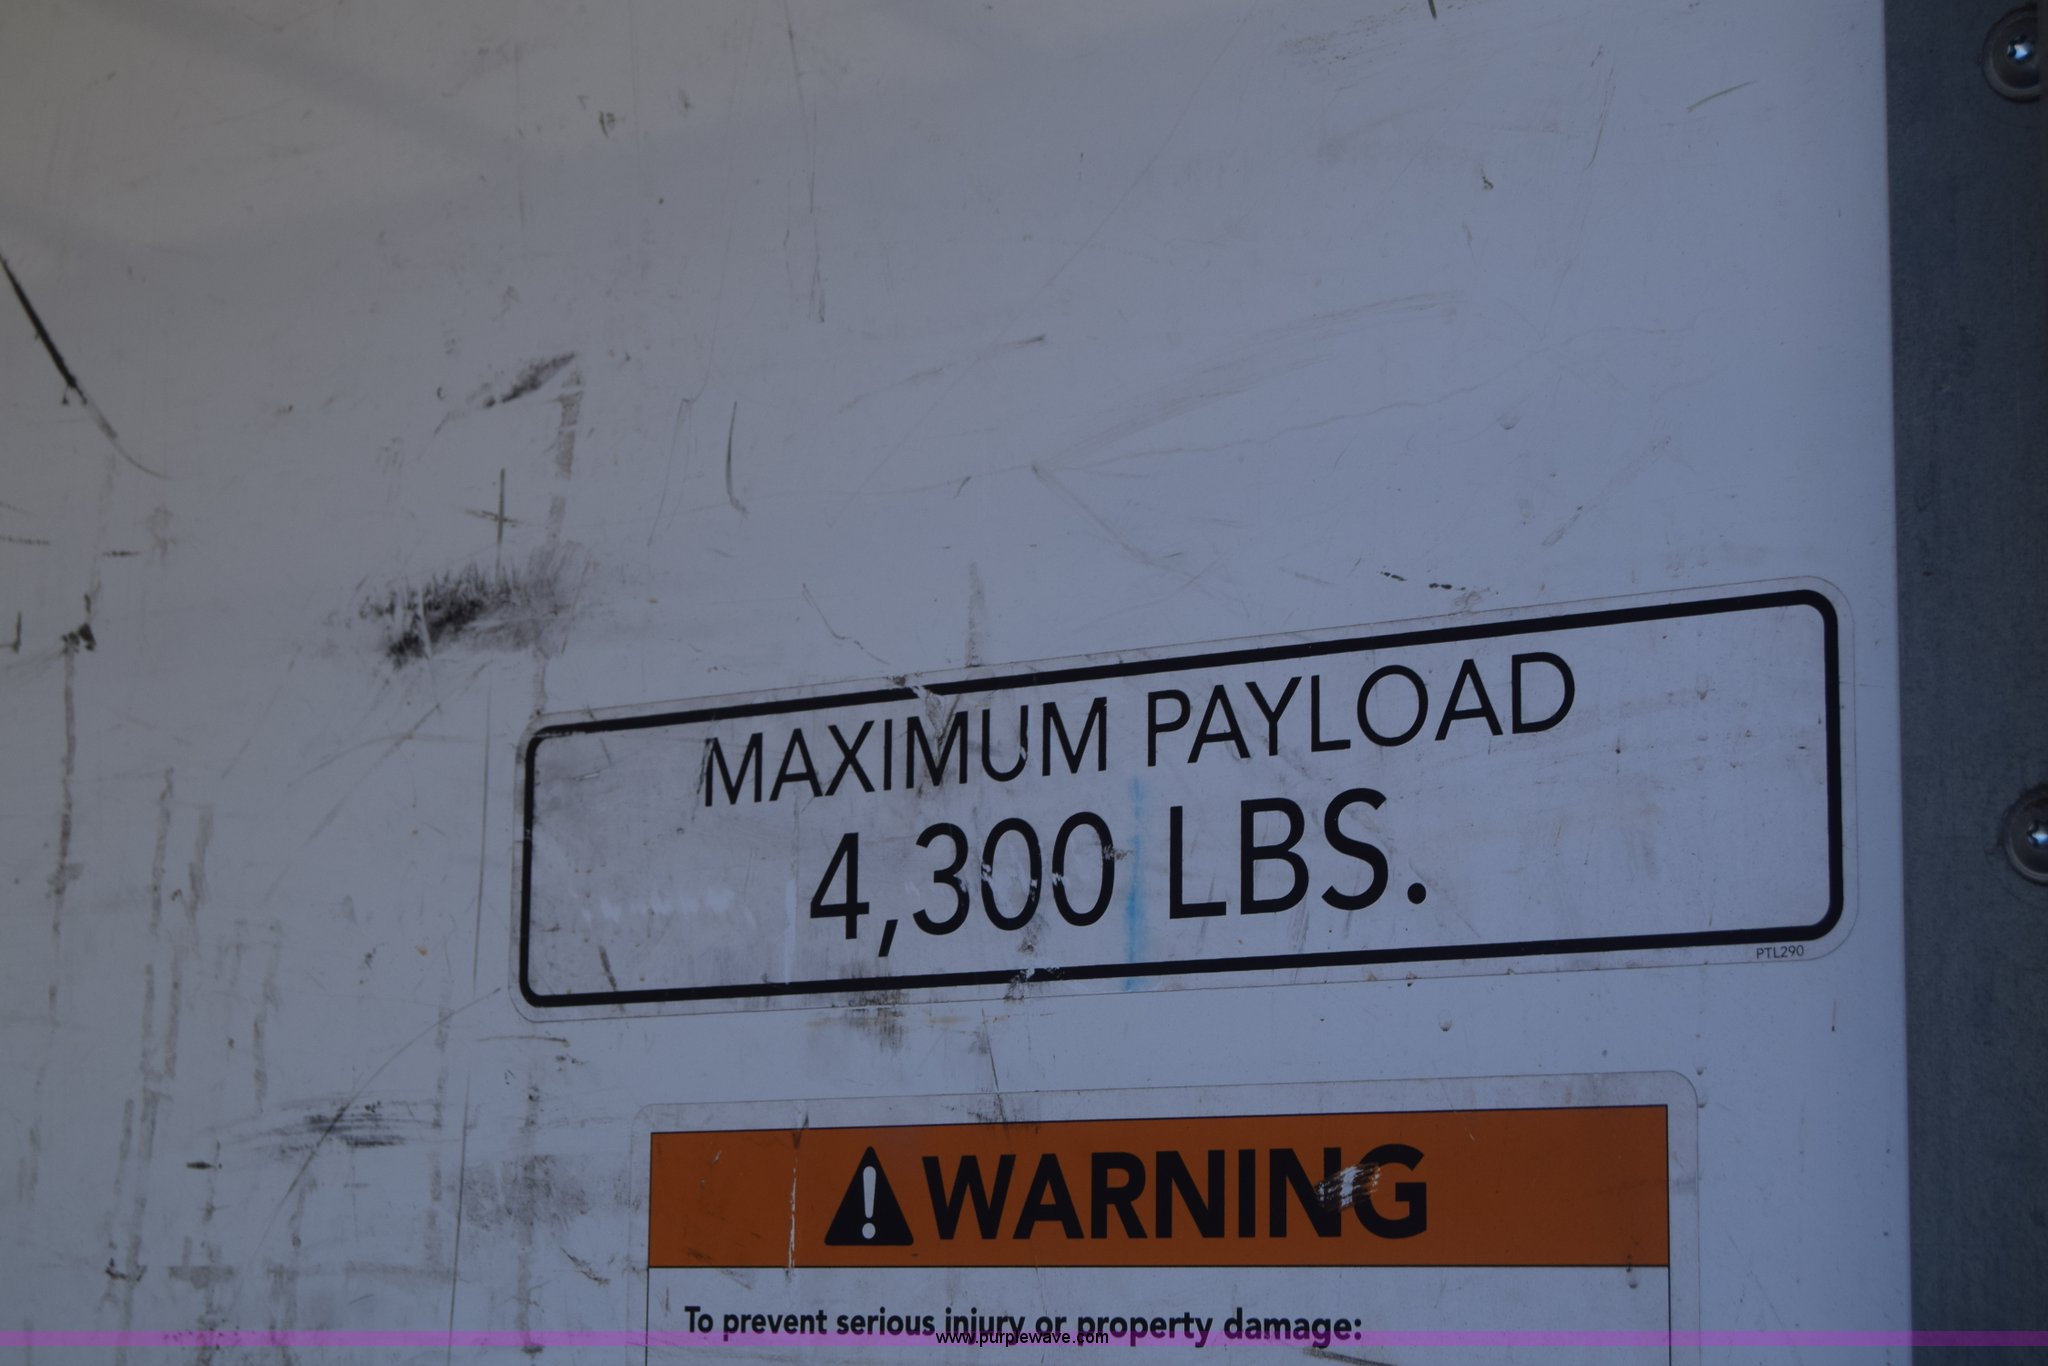 MAXIMUM PAYLOAD
4,300 LBS.
PTL290
WARNING
To prevent serious injury or property damage:
www.purplewave.com